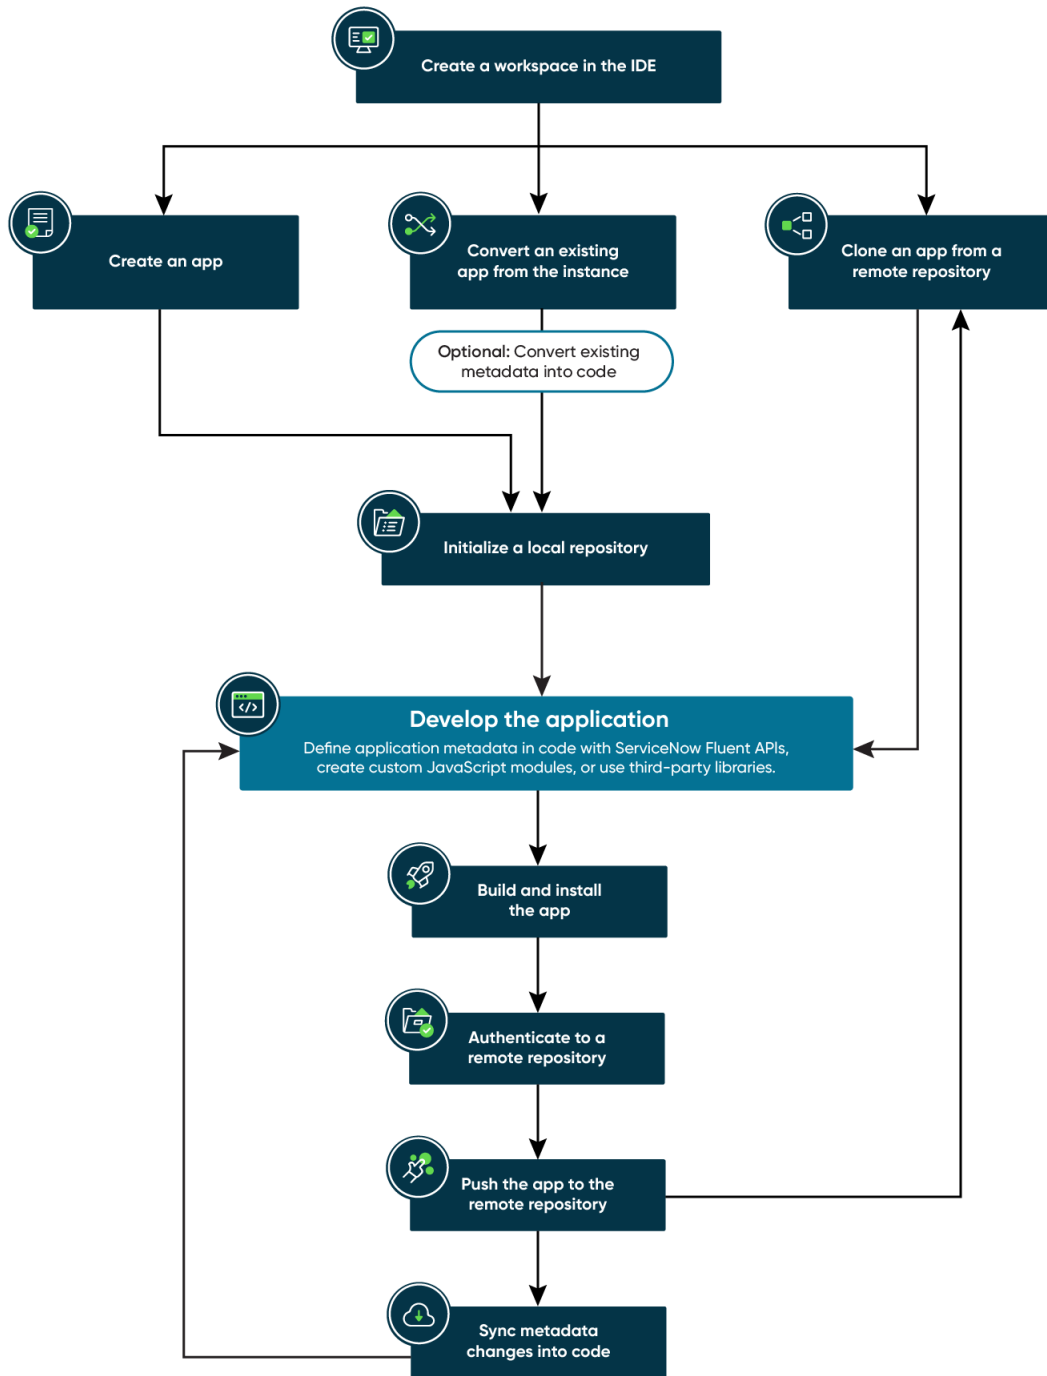 Create a workspace in the IDE
Create an app
Convert an existing
app from the instance
Clone an app from a
remote repository
Optional: Convert existing
metadata into code
Initialize a local repository
Develop the application
Define application metadata in code with ServiceNow Fluent APIs,
create custom JavaScript modules, or use third-party libraries.
Build and install
the app
Authenticate to a
remote repository
Push the app to the
remote repository
Sync metadata
changes into code